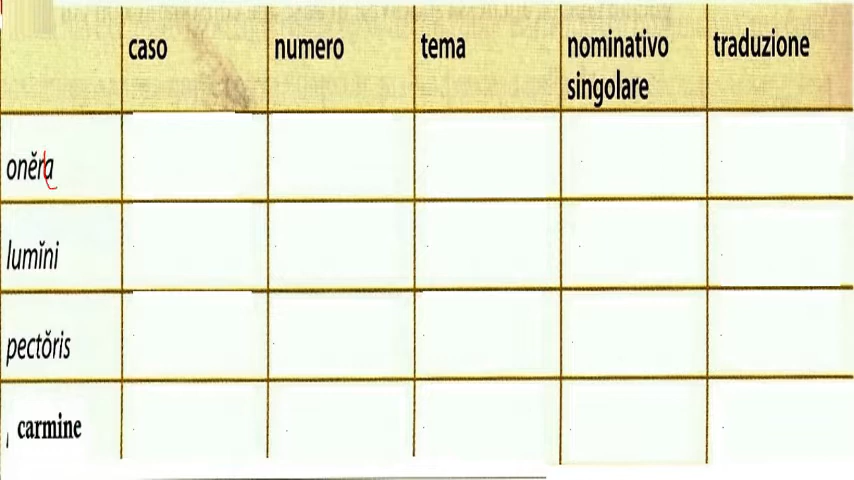 caso numero tema nominativo singolare traduzione
onĕra
lumĭni
pectŏris
carmine